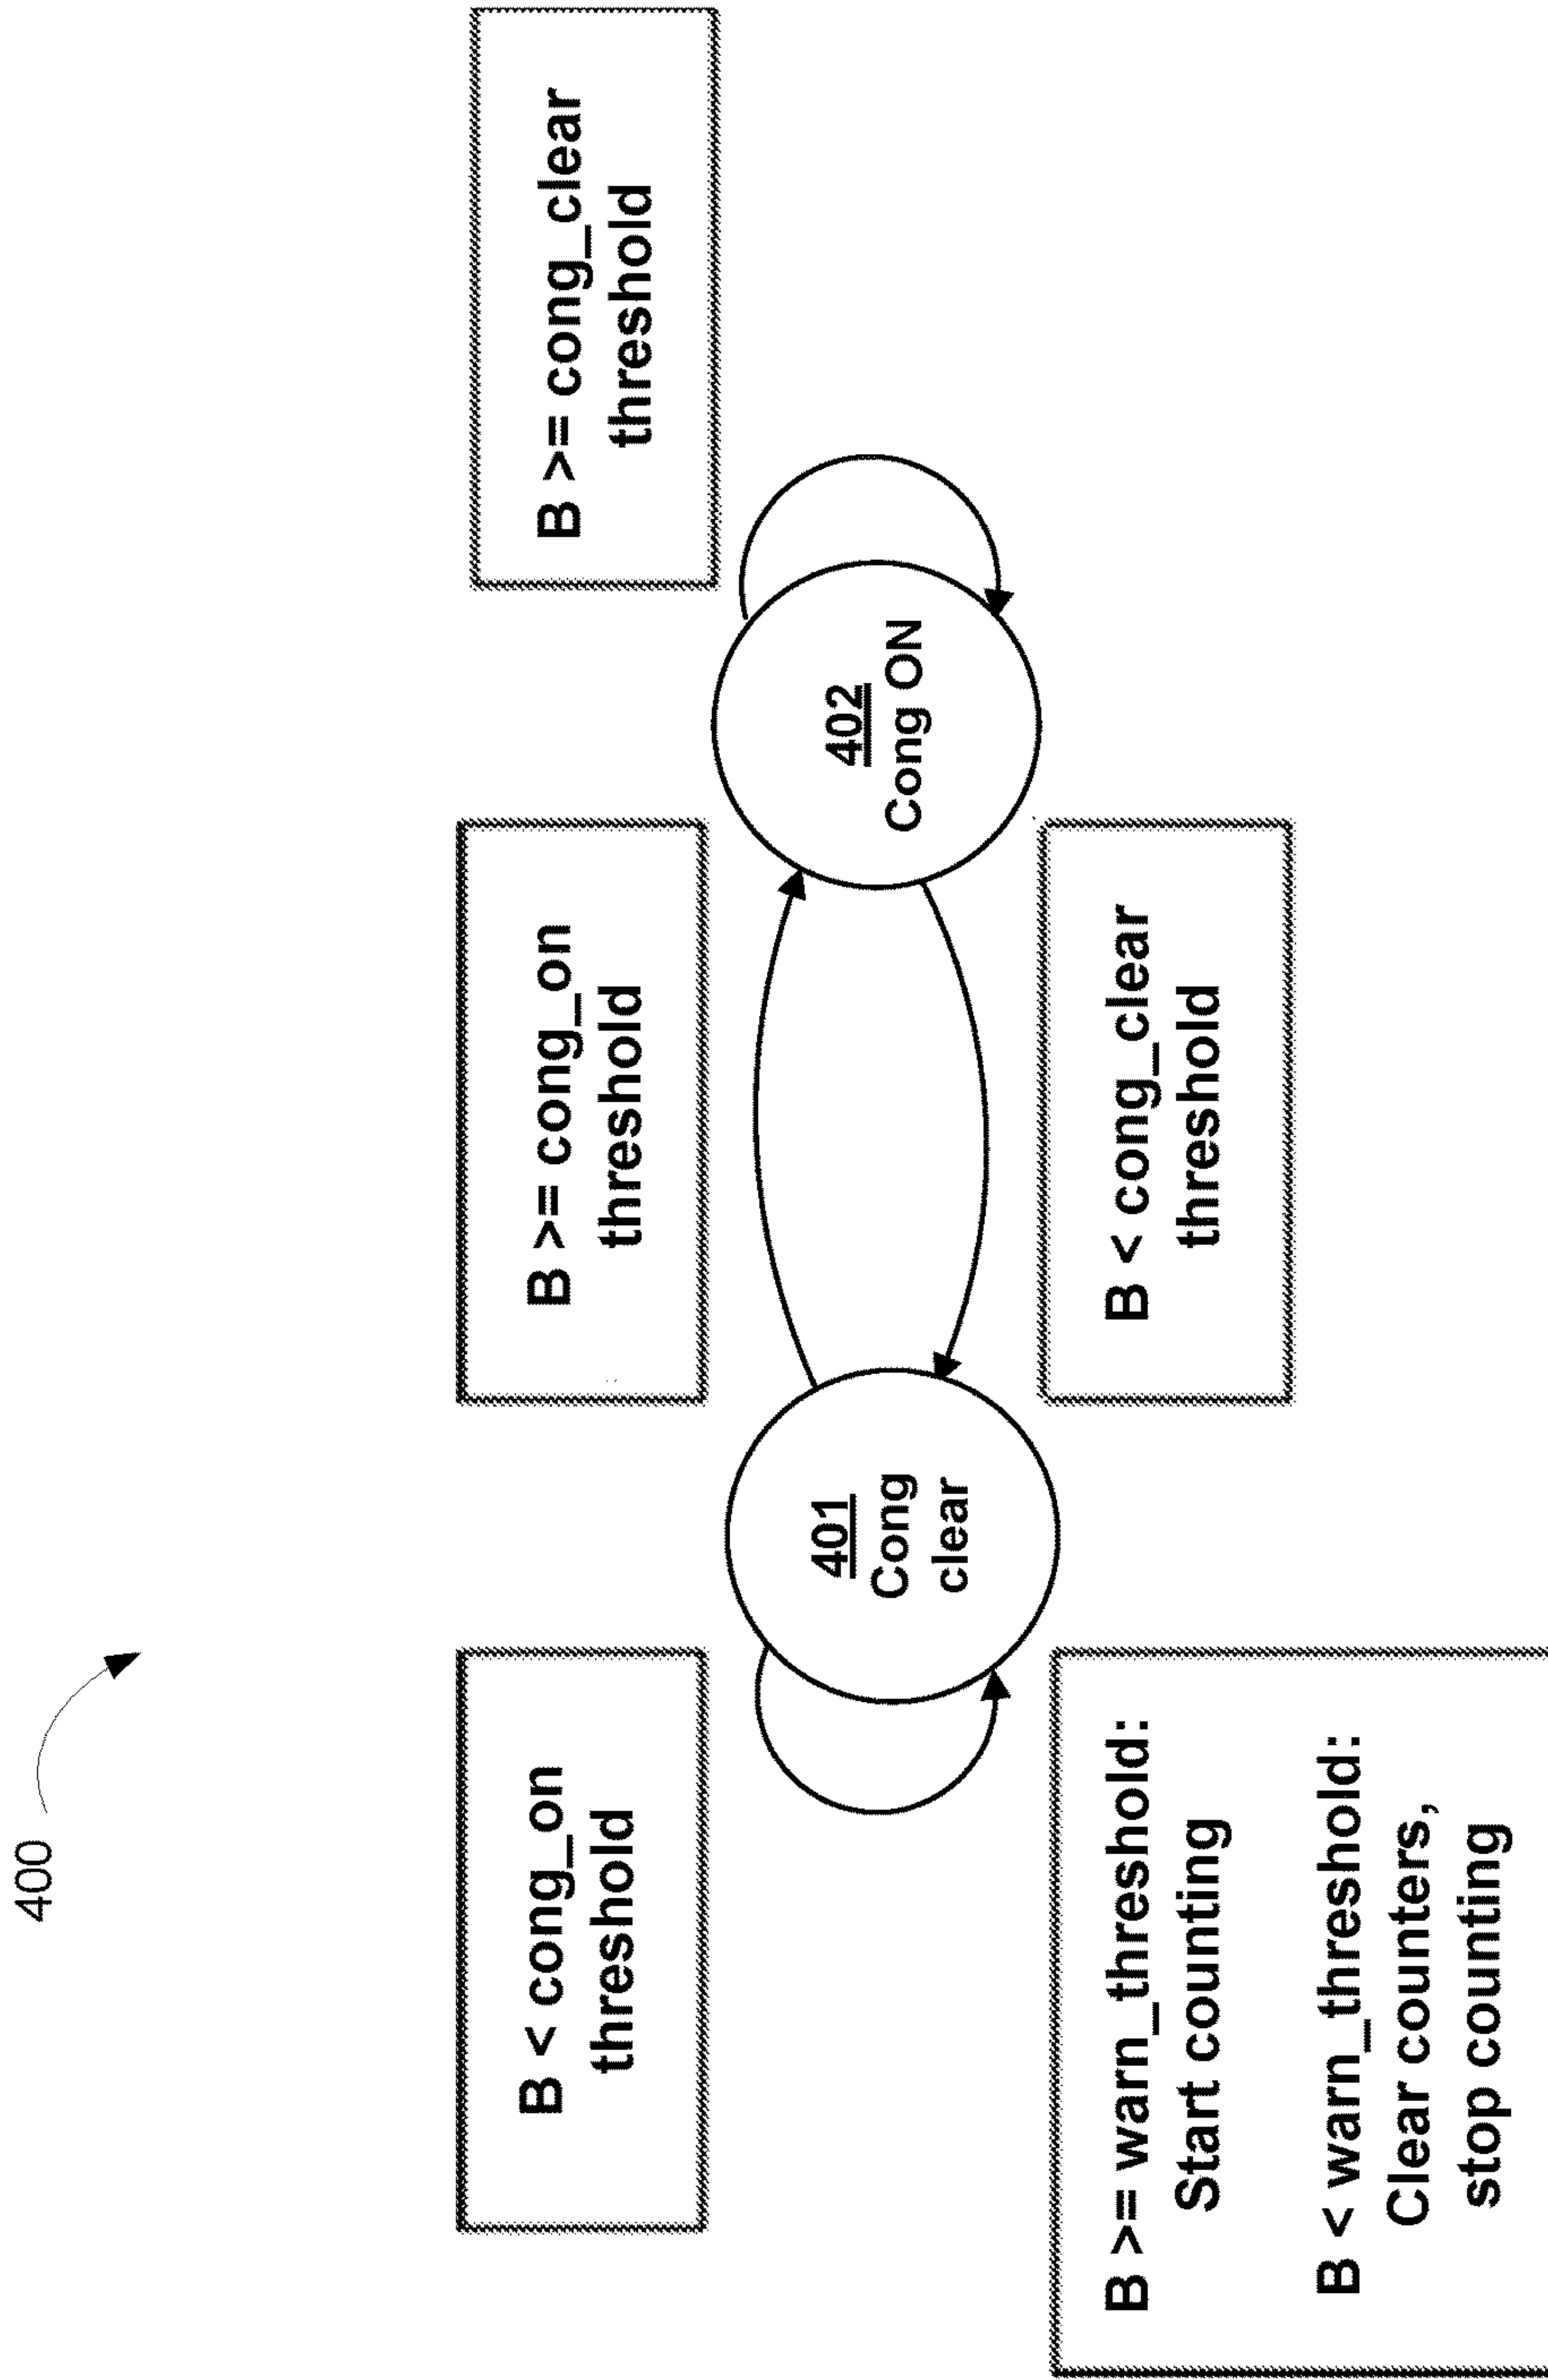 400
B < cong_on
threshold
B >= cong_on
threshold
B >= cong_clear
threshold
401
Cong
clear
402
Cong ON
B >= warn_threshold:
Start counting
B < warn_threshold:
Clear counters,
stop counting
B < cong_clear
threshold